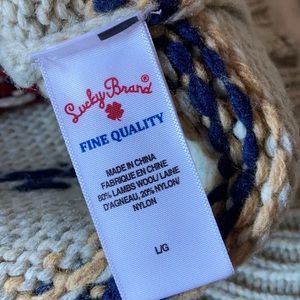 Lucky Brand®
FINE QUALITY
MADE IN CHINA
FABRIQUE EN CHINE
80% LAMBS WOOL/ LAINE
D'AGNEAU, 20% NYLON/
NYLON
L/G